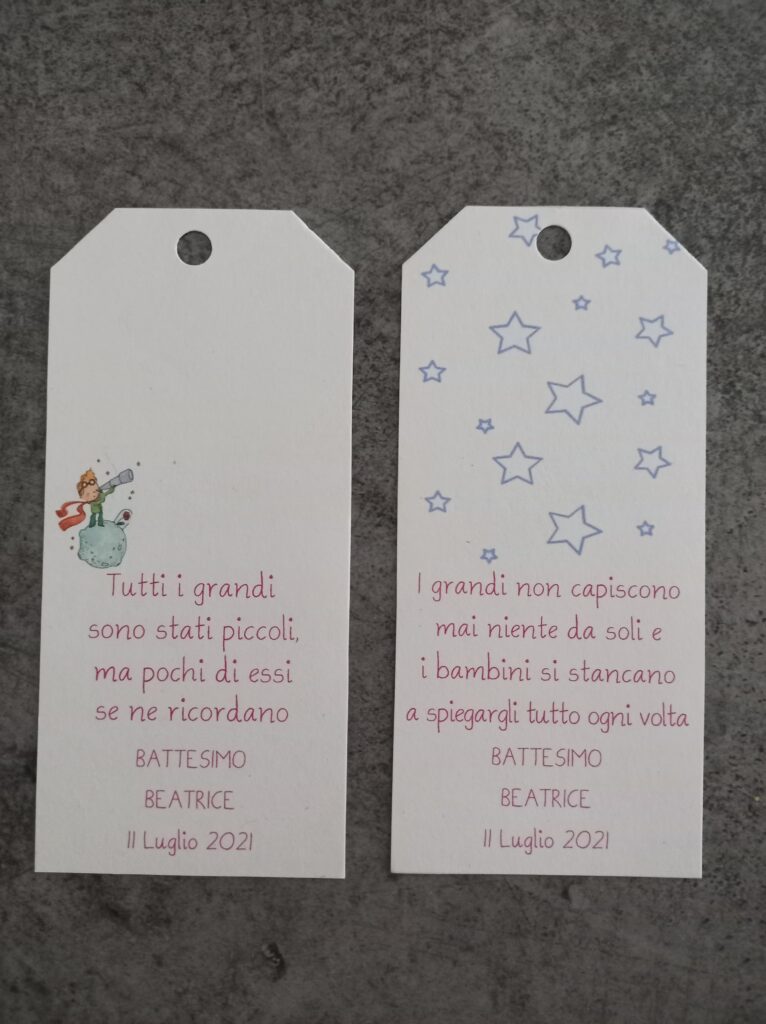 Tutti i grandi
sono stati piccoli,
ma pochi di essi
se ne ricordano
BATTESIMO
BEATRICE
11 Luglio 2021
I grandi non capiscono
mai niente da soli e
i bambini si stancano
a spiegargli tutto ogni volta
BATTESIMO
BEATRICE
11 Luglio 2021